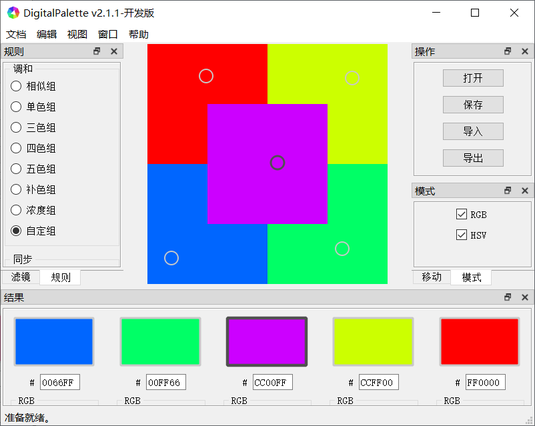 DigitalPalette v2.1.1-开发版
文档 编辑 视图 窗口 帮助
规则
调和
相似组
单色组
三色组
四色组
五色组
补色组
浓度组
自定组
同步
滤镜 规则
操作
打开
保存
导入
导出
模式
RGB
HSV
移动 模式
结果
# 0066FF # 00FF66 # CC00FF # CCFF00 # FF0000
RGB RGB RGB RGB RGB
准备就绪。